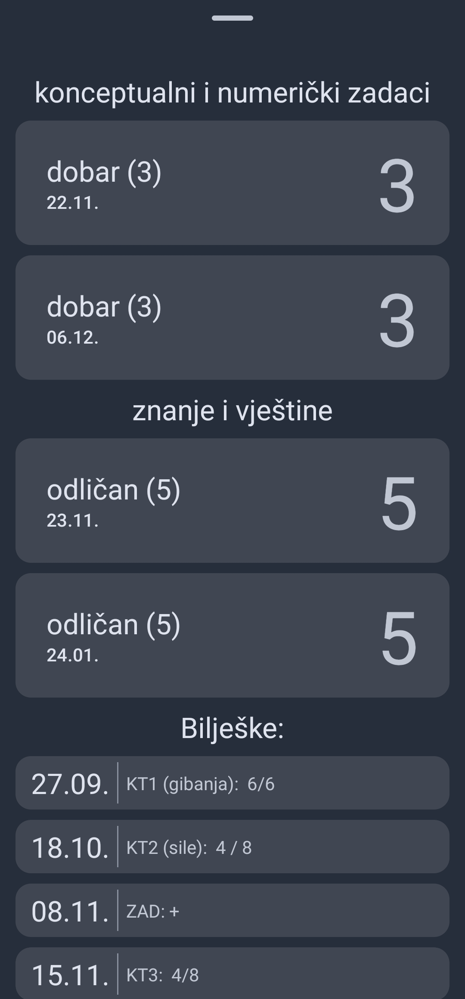 konceptualni i numerički zadaci
dobar (3)
22.11.
3
dobar (3)
06.12.
3
znanje i vještine
odličan (5)
23.11.
5
odličan (5)
24.01.
5
Bilješke:
27.09. KT1 (gibanja): 6/6
18.10. KT2 (sile): 4 / 8
08.11. ZAD: +
15.11. KT3: 4/8